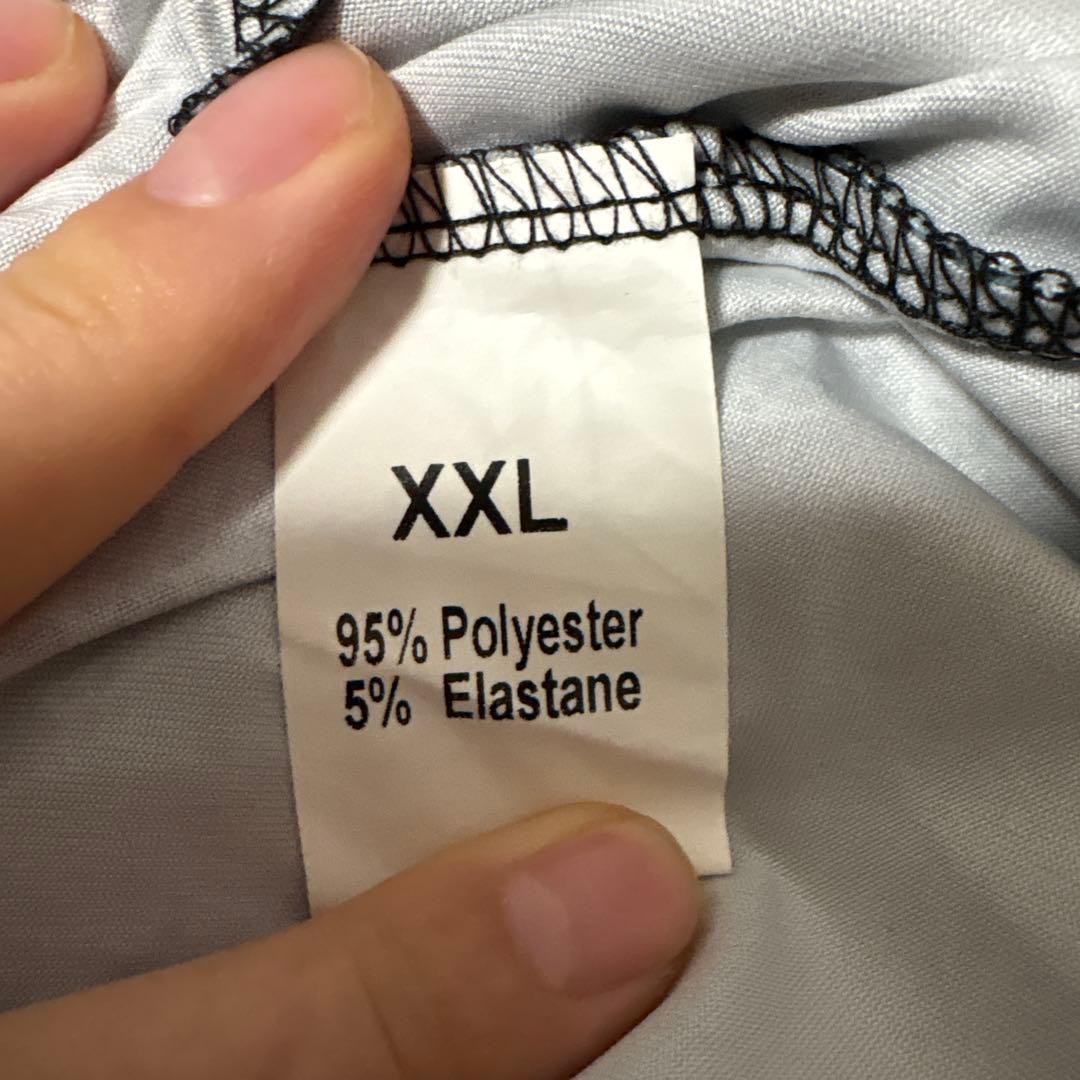 XXL
95% Polyester
5% Elastane